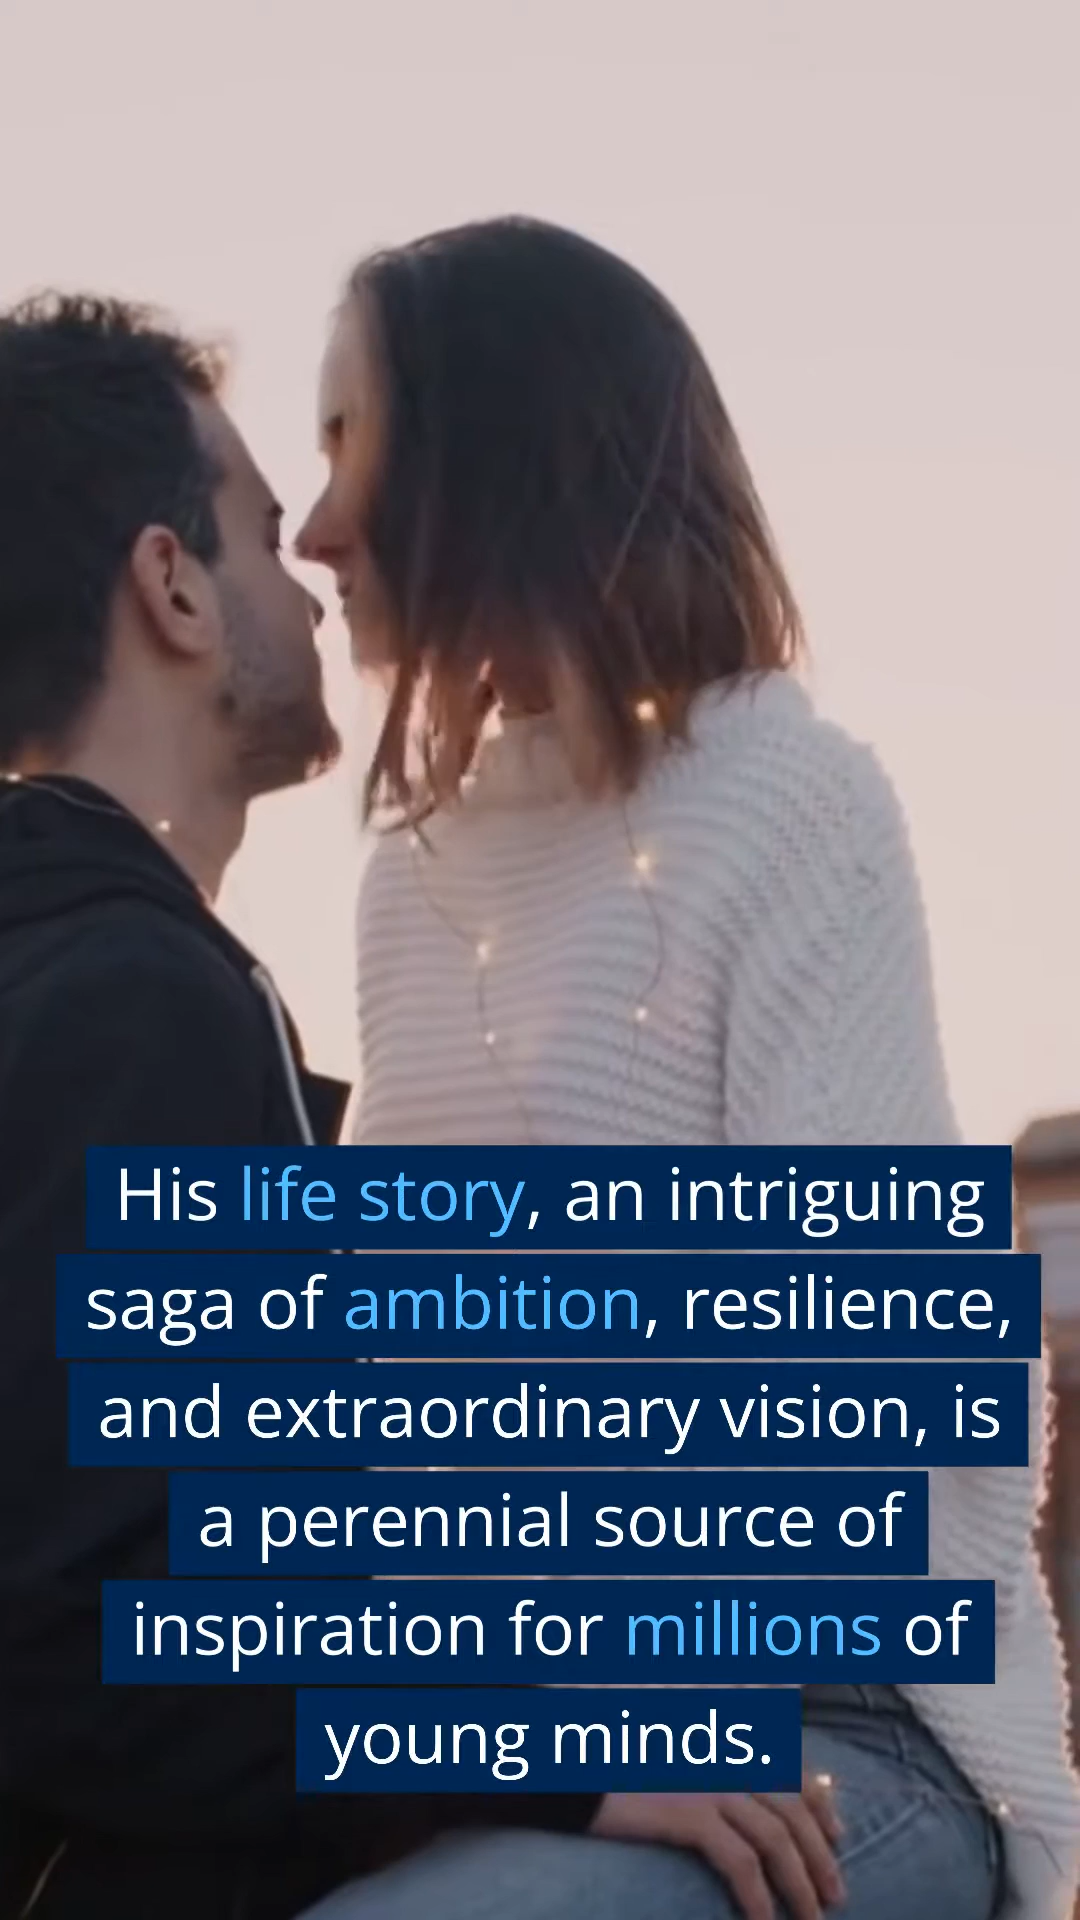 His life story, an intriguing
saga of ambition, resilience,
and extraordinary vision, is
a perennial source of
inspiration for millions of
young minds.